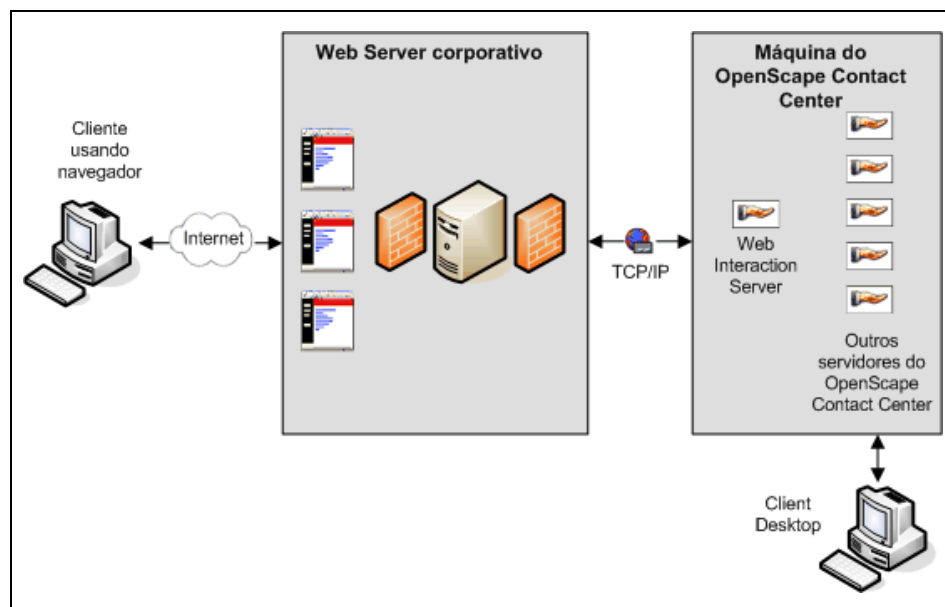 Web Server corporativo
Máquina do
OpenScape Contact
Center
Cliente
usando
navegador
Internet
TCP/IP
Web
Interaction
Server
Outros
servidores do
OpenScape
Contact Center
Client
Desktop